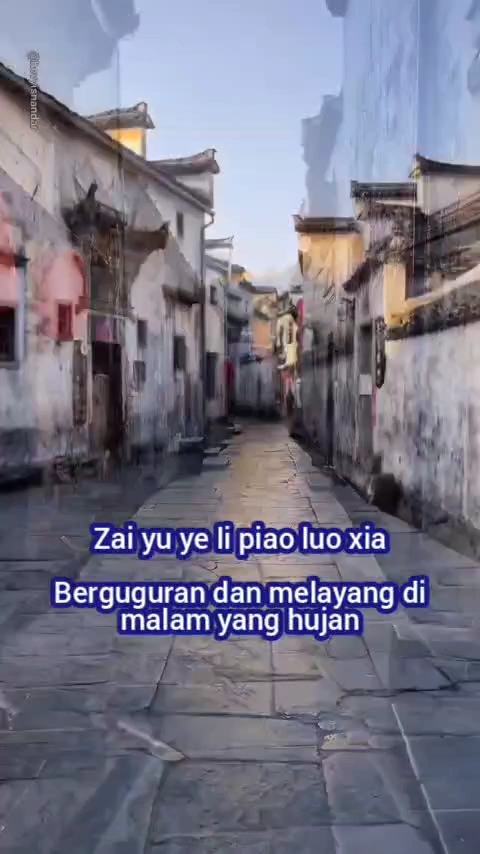 Zai yu ye li piao luo xia
Berguguran dan melayang di
malam yang hujan